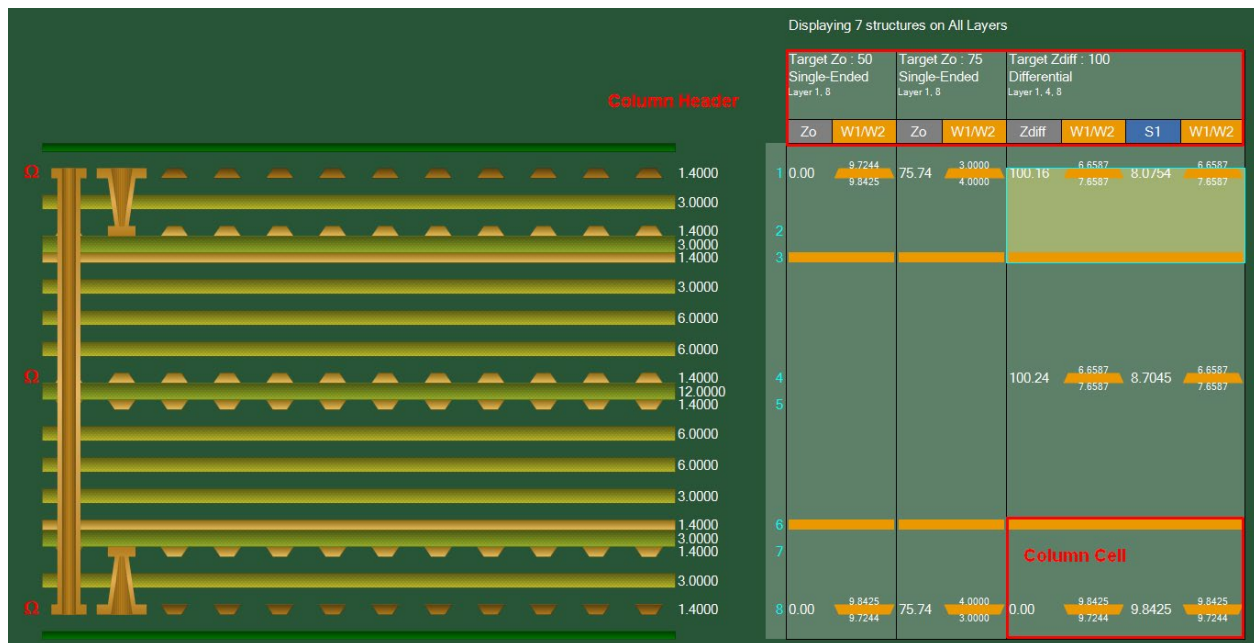 Displaying 7 structures on All Layers
Column Header
Target Zo : 50 Target Zo : 75 Target Zdiff : 100
Single-Ended Single-Ended Differential
Layer 1, 8 Layer 1, 8 Layer 1, 4, 8
Zo W1/W2 Zo W1/W2 Zdiff W1/W2 S1 W1/W2
9.7244 3.0000 6.6587 6.6587
Ω 1.4000 1 0.00 75.74 100.16 8.0754
9.8425 4.0000 7.6587 7.6587
3.0000
1.4000 2
3.0000
1.4000 3
3.0000
6.0000
6.0000
6.6587 6.6587
Ω 1.4000 4 100.24 8.7045
7.6587 7.6587
12.0000
1.4000 5
6.0000
6.0000
3.0000
1.4000 6
3.0000
1.4000 7
Column Cell
3.0000
9.8425 4.0000 9.8425 9.8425
Ω 1.4000 8 0.00 75.74 0.00 9.8425
9.7244 3.0000 9.7244 9.7244